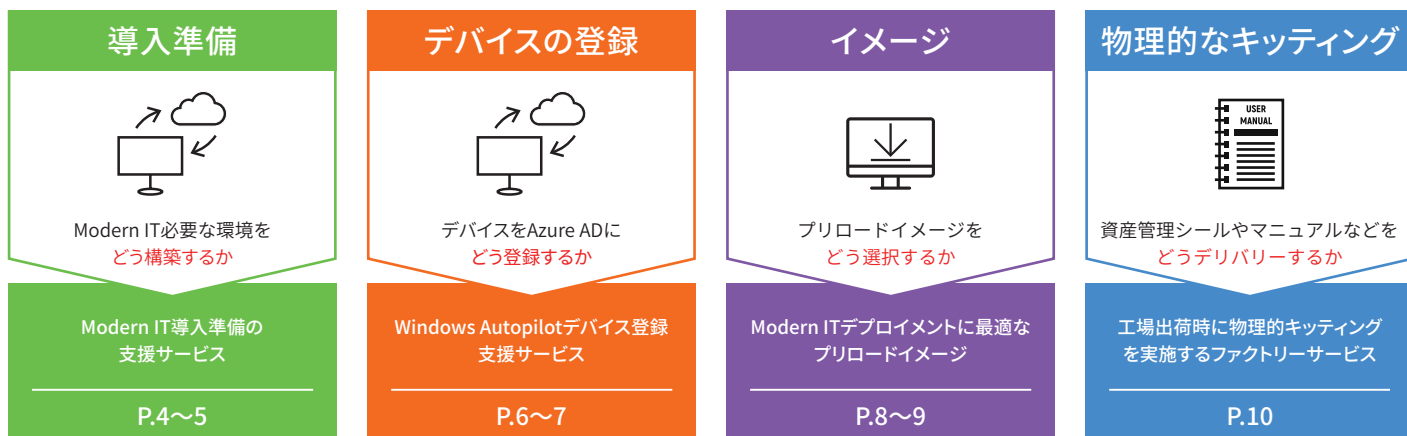 導入準備
Modern IT必要な環境を
どう構築するか
Modern IT導入準備の
支援サービス
P.4～5
デバイスの登録
デバイスをAzure ADに
どう登録するか
Windows Autopilotデバイス登録
支援サービス
P.6～7
イメージ
プリロードイメージを
どう選択するか
Modern ITデプロイメントに最適な
プリロードイメージ
P.8～9
物理的なキッティング
USER
MANUAL
資産管理シールやマニュアルなどを
どうデリバリーするか
工場出荷時に物理的キッティング
を実施するファクトリーサービス
P.10